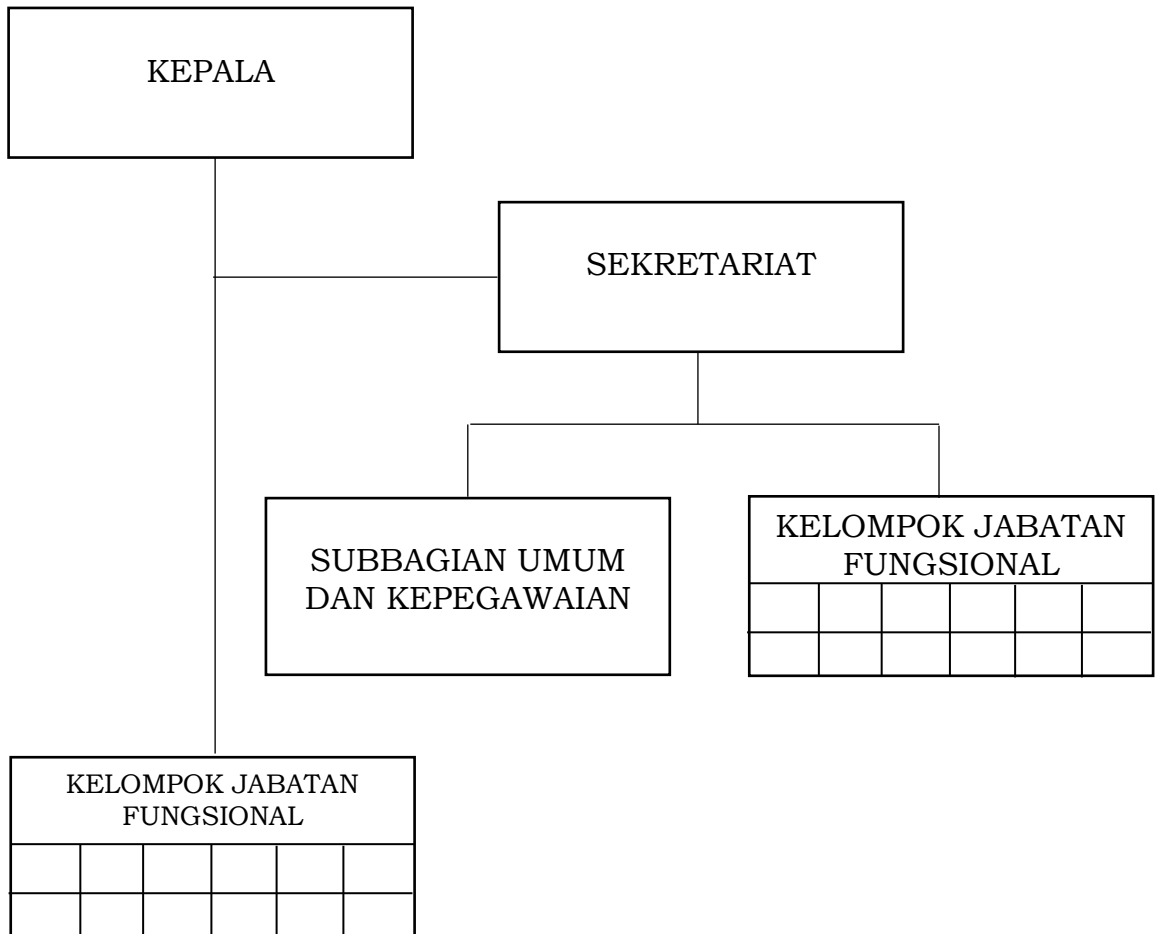 KEPALA
SEKRETARIAT
SUBBAGIAN UMUM
DAN KEPEGAWAIAN
KELOMPOK JABATAN
FUNGSIONAL
KELOMPOK JABATAN
FUNGSIONAL